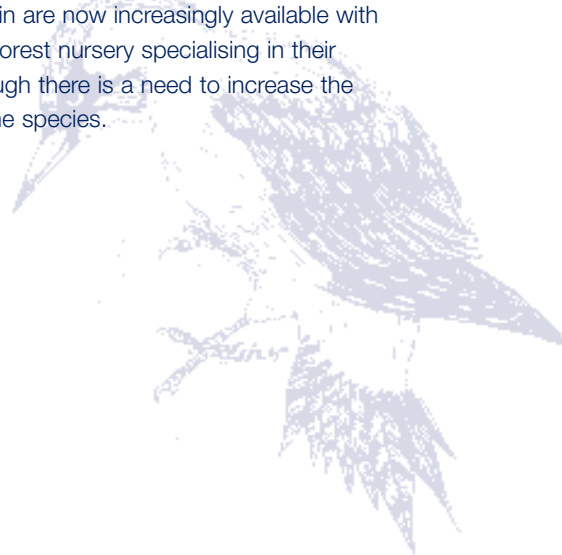 in are now increasingly available with
orest nursery specialising in their
ugh there is a need to increase the
e species.